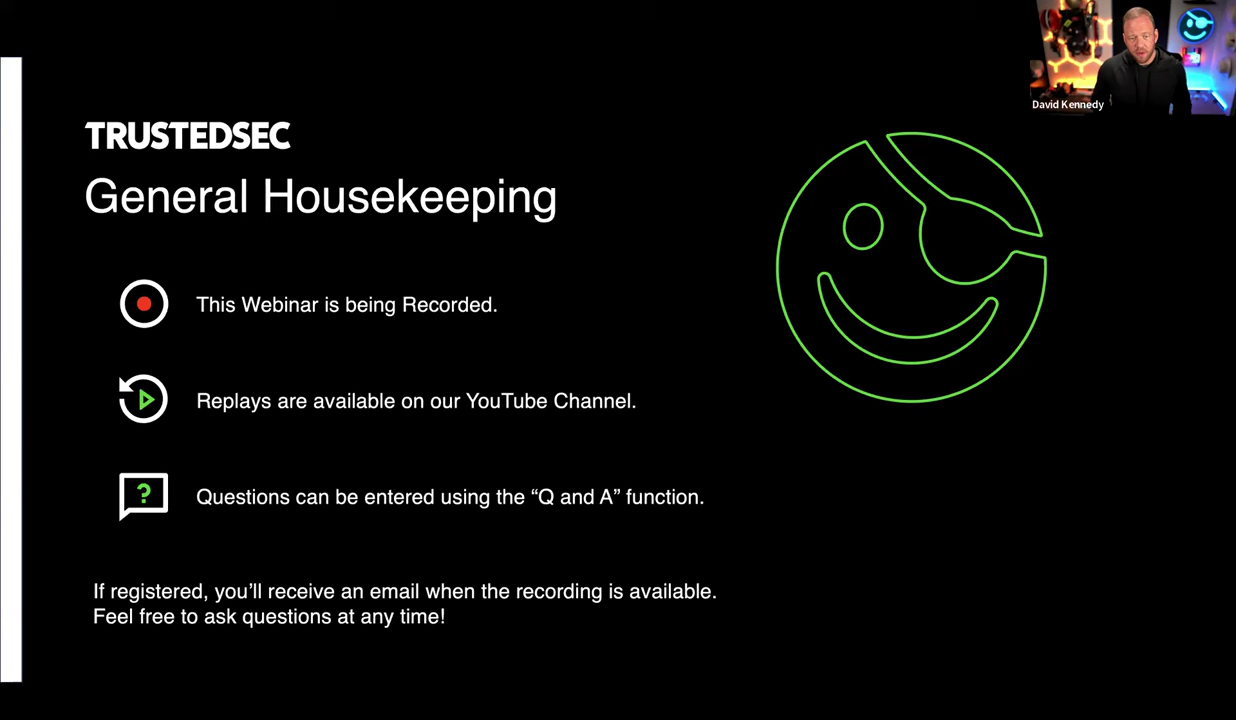 David Kennedy
TRUSTEDSEC
General Housekeeping
This Webinar is being Recorded.
Replays are available on our YouTube Channel.
?
Questions can be entered using the “Q and A” function.
If registered, you’ll receive an email when the recording is available.
Feel free to ask questions at any time!